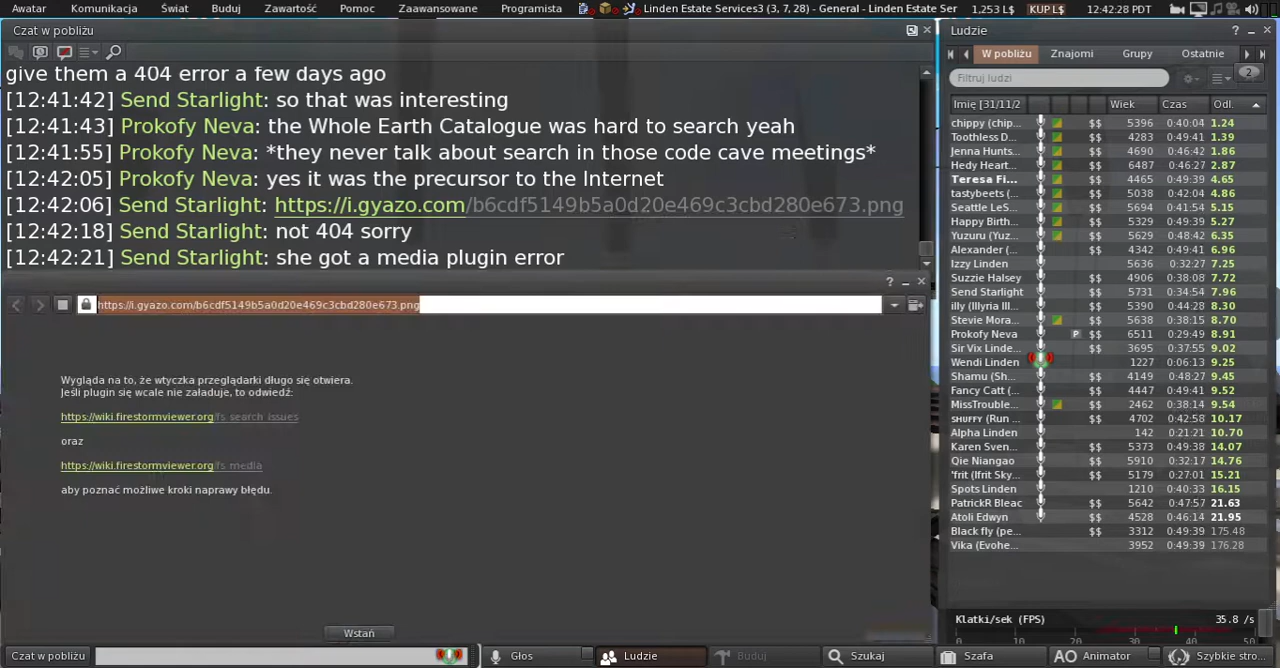 Awatar Komunikacja Świat Buduj Zawartość Pomoc Zaawansowane Programista Linden Estate Services3 (3, 7, 28) - General - Linden Estate Ser 1,253 L$ KUP L$ 12:42:28 PDT
Czat w pobliżu
give them a 404 error a few days ago
[12:41:42] Send Starlight: so that was interesting
[12:41:43] Prokofy Neva: the Whole Earth Catalogue was hard to search yeah
[12:41:55] Prokofy Neva: *they never talk about search in those code cave meetings*
[12:42:05] Prokofy Neva: yes it was the precursor to the Internet
[12:42:06] Send Starlight: https://i.gyazo.com/b6cdf5149b5a0d20e469c3cbd280e673.png
[12:42:18] Send Starlight: not 404 sorry
[12:42:21] Send Starlight: she got a media plugin error
https://i.gyazo.com/b6cdf5149b5a0d20e469c3cbd280e673.png
Wygląda na to, że wtyczka przeglądarki długo się otwiera.
Jeśli plugin się wcale nie załaduje, to odwiedź:
https://wiki.firestormviewer.org/fs_search_issues
oraz
https://wiki.firestormviewer.org/fs_media
aby poznać możliwe kroki naprawy błędu.
Wstań
Ludzie
W pobliżu Znajomi Grupy Ostatnie
Filtruj ludzi 2
Imię [31/11/2 Wiek Czas Odl.
chippy (chip... $$ 5396 0:40:04 1.24
Toothless D... $$ 4283 0:49:41 1.39
Jenna Hunts... $$ 4690 0:46:42 1.86
Hedy Heart... $$ 6487 0:46:27 2.87
Teresa Fi... $$ 4465 0:49:39 4.65
tastybeets (... $$ 5038 0:42:04 4.86
Seattle LeS... $$ 5694 0:41:54 5.15
Happy Birth... $$ 5329 0:49:39 5.27
Yuzuru (Yuz... $$ 5629 0:48:42 6.35
Alexander (... $$ 4342 0:49:41 6.96
Izzy Linden 5636 0:32:27 7.25
Suzzie Halsey $$ 4906 0:38:08 7.72
Send Starlight $$ 5731 0:34:54 7.96
illy (Illyria Ill... $$ 5390 0:44:28 8.30
Stevie Mora... $$ 5638 0:38:15 8.70
Prokofy Neva P $$ 6511 0:29:49 8.91
Sir Vix Linde... $$ 3695 0:37:55 9.02
Wendi Linden 1227 0:06:13 9.25
Shamu (Sh... $$ 4149 0:48:27 9.45
Fancy Catt (... $$ 4447 0:49:41 9.52
MissTrouble... $$ 2462 0:38:14 9.54
sʜᴜꜰꜰʏ (Run ... $$ 4702 0:42:58 10.17
Alpha Linden 142 0:21:21 10.70
Karen Sven... $$ 5373 0:49:38 14.07
Qie Niangao $$ 5910 0:32:17 14.76
'frit (Ifrit Sky... $$ 5179 0:27:01 15.21
Spots Linden 1210 0:40:33 16.15
PatrickR Bleac $$ 5642 0:47:57 21.63
Atoli Edwyn $$ 4528 0:46:14 21.95
Black fly (pe... $$ 3312 0:49:39 175.48
Vika (Evohe... 3952 0:49:39 176.28
Klatki/sek (FPS) 35.8 /s
0 10 20 30 40 50
Czat w pobliżu Głos Ludzie Buduj Szukaj Szafa AO Animator Szybkie stro...